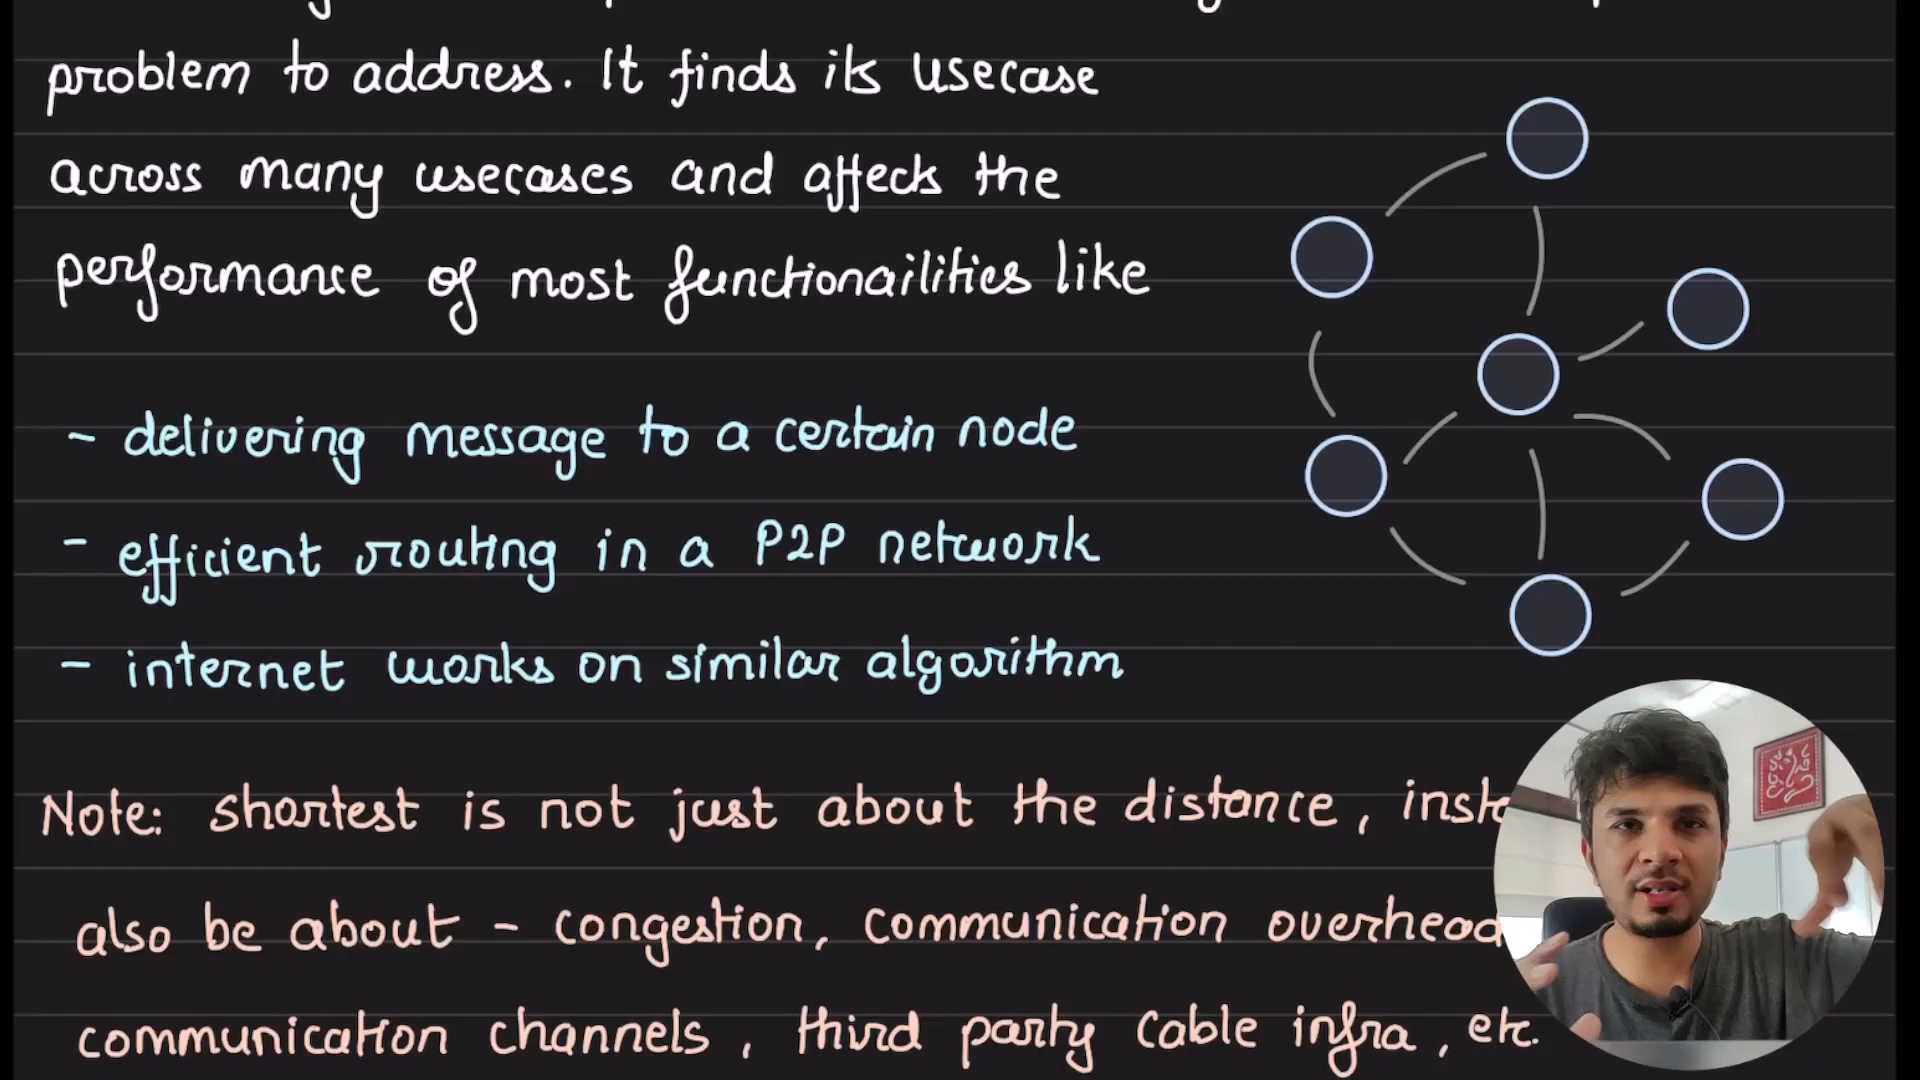 problem to address. It finds its usecase
across many usecases and affects the
performance of most functionailities like
- delivering message to a certain node
- efficient routing in a P2P network
- internet works on similar algorithm
Note: shortest is not just about the distance,
also be about - congestion, communication overhead
communication channels, third party cable infra, etc.